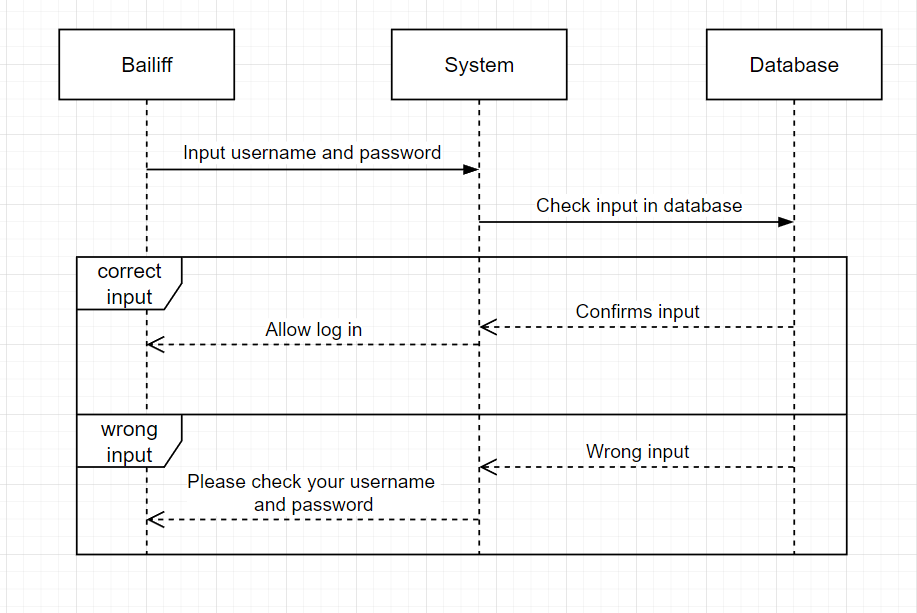 Bailiff
System
Database
Input username and password
Check input in database
correct
input
Confirms input
Allow log in
wrong
input
Wrong input
Please check your username
and password